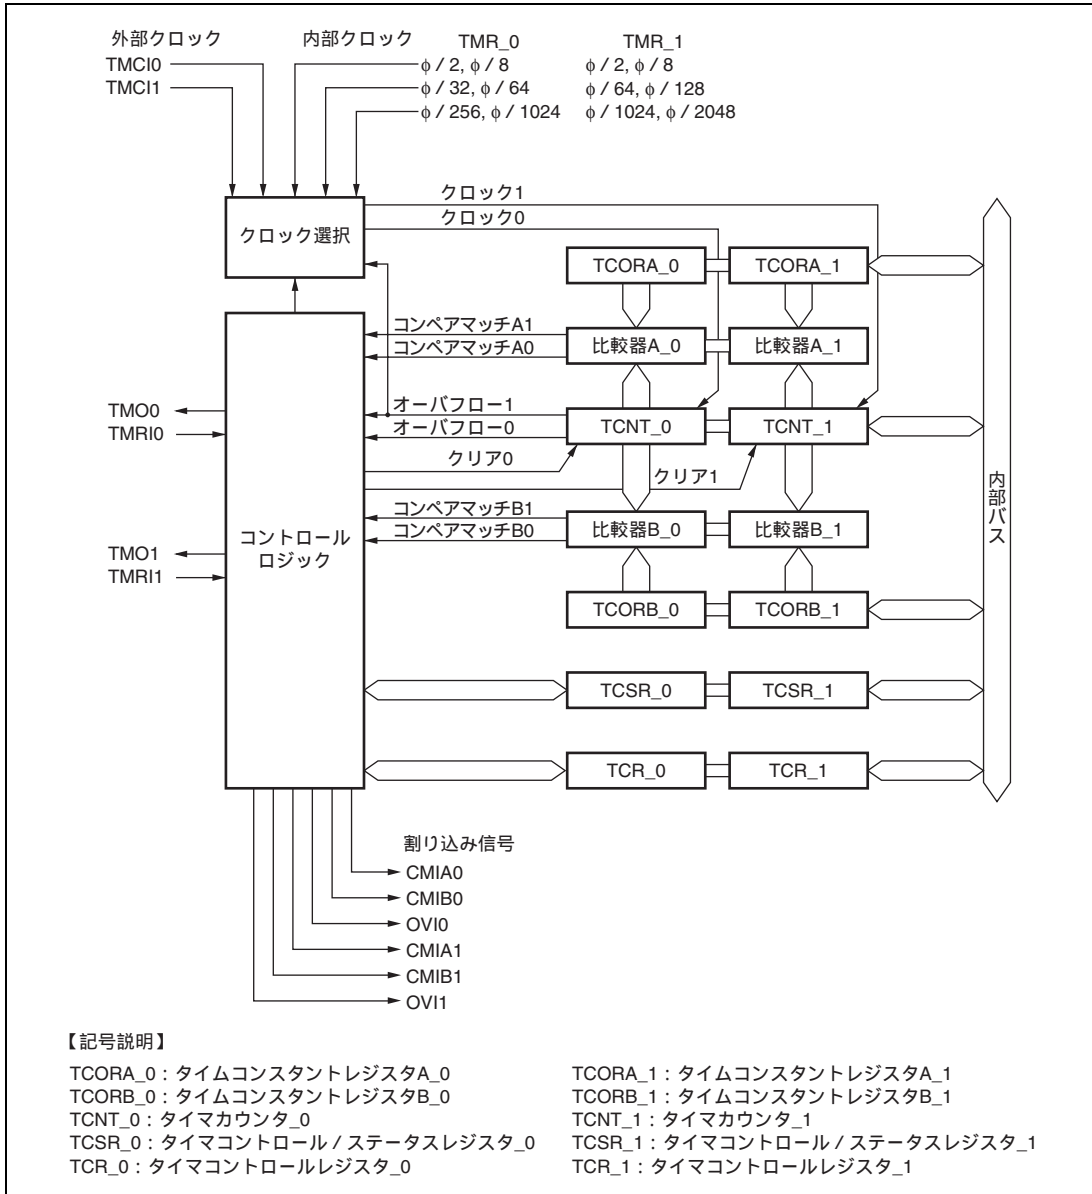 外部クロック 内部クロック TMR_0 TMR_1
TMCI0 φ / 2, φ / 8 φ / 2, φ / 8
TMCI1 φ / 32, φ / 64 φ / 64, φ / 128
φ / 256, φ / 1024 φ / 1024, φ / 2048
クロック1
クロック0
クロック選択
TCORA_0 TCORA_1
コンペアマッチA1
コンペアマッチA0
比較器A_0 比較器A_1
TMO0
TMRI0
オーバフロー1
オーバフロー0
TCNT_0 TCNT_1
クリア0
クリア1
内部バス
コンペアマッチB1
コンペアマッチB0
比較器B_0 比較器B_1
コントロール
ロジック
TMO1
TMRI1
TCORB_0 TCORB_1
TCSR_0 TCSR_1
TCR_0 TCR_1
割り込み信号
CMIA0
CMIB0
OVI0
CMIA1
CMIB1
OVI1
【記号説明】
TCORA_0 : タイムコンスタントレジスタA_0 TCORA_1 : タイムコンスタントレジスタA_1
TCORB_0 : タイムコンスタントレジスタB_0 TCORB_1 : タイムコンスタントレジスタB_1
TCNT_0 : タイマカウンタ_0 TCNT_1 : タイマカウンタ_1
TCSR_0 : タイマコントロール / ステータスレジスタ_0 TCSR_1 : タイマコントロール / ステータスレジスタ_1
TCR_0 : タイマコントロールレジスタ_0 TCR_1 : タイマコントロールレジスタ_1